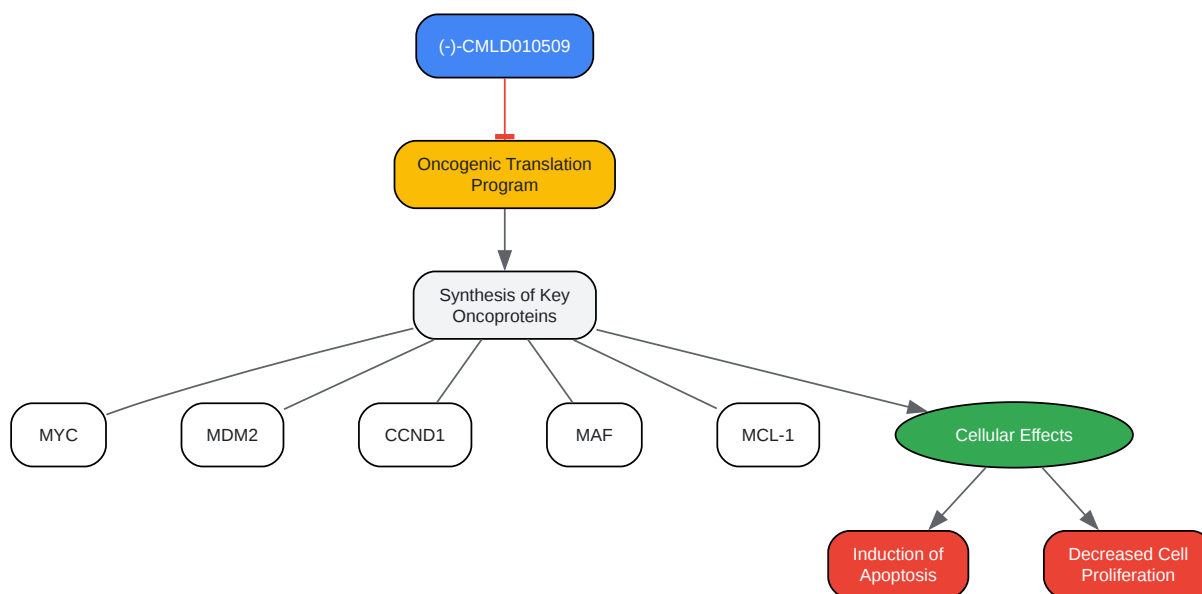 (-)-CMLD010509
Oncogenic Translation
Program
Synthesis of Key
Oncoproteins
MYC
MDM2
CCND1
MAF
MCL-1
Cellular Effects
Induction of
Apoptosis
Decreased Cell
Proliferation